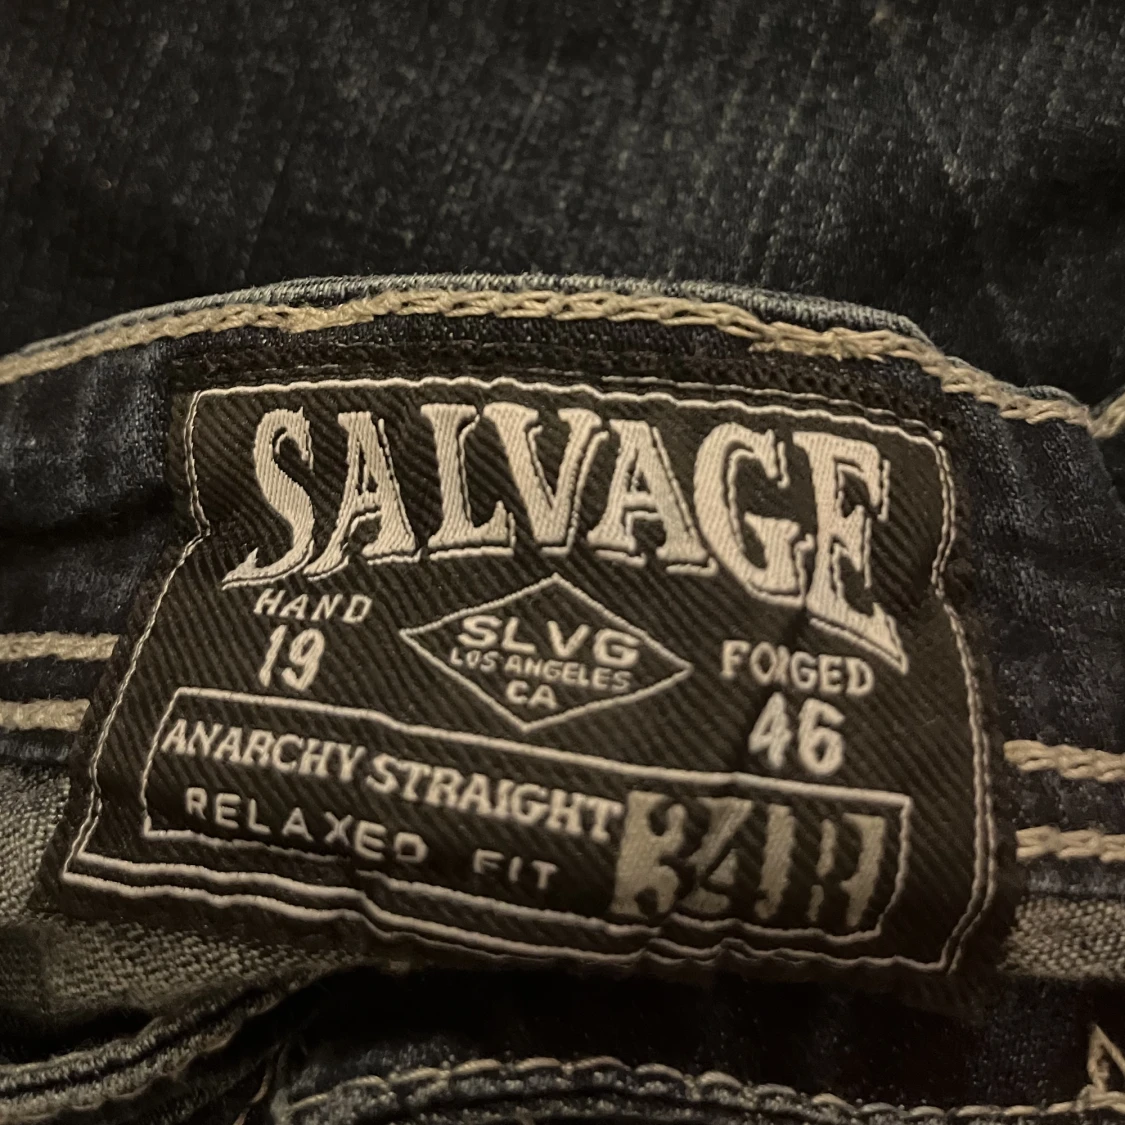 SALVAGE
HAND FORGED
19 46
SLVG
LOS ANGELES
CA
ANARCHY STRAIGHT
RELAXED FIT